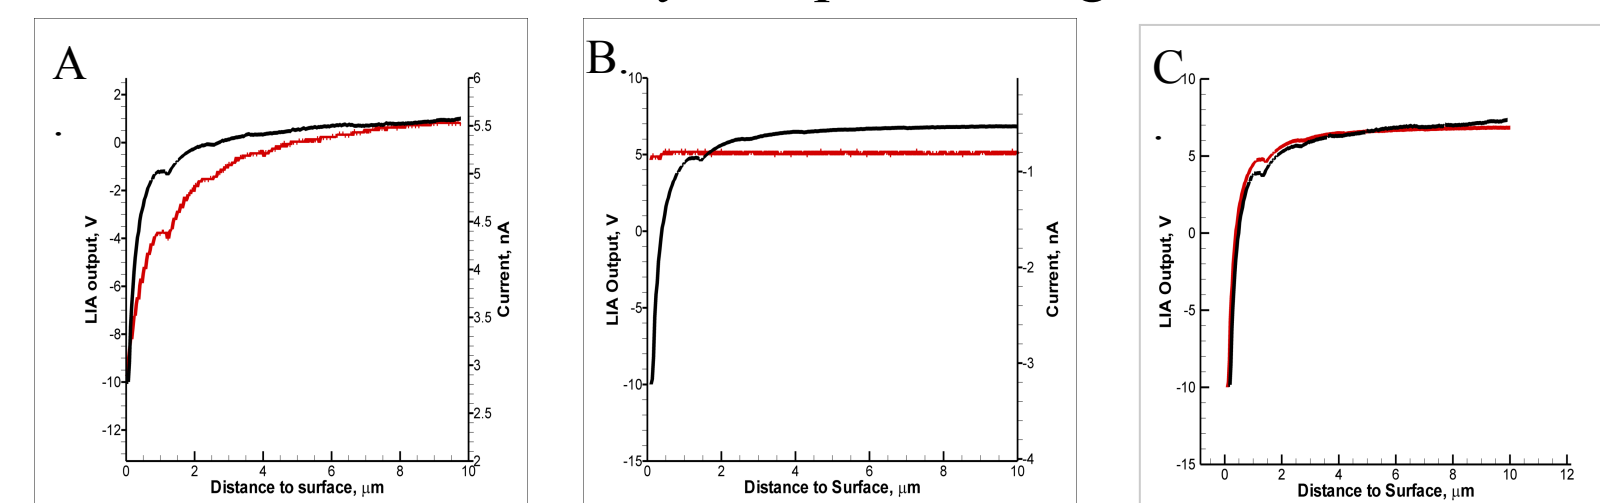 A
2
0
-2
-4
-6
-8
-10
-12
LIA output, V
6
5.5
5
4.5
4
3.5
3
2.5
2
Current, nA
0 2 4 6 8 10
Distance to surface, μm
B.
10
5
0
-5
-10
-15
LIA Output, V
-1
-2
-3
-4
Current, nA
0 2 4 6 8 10
Distance to Surface, μm
C
10
5
0
-5
-10
-15
LIA Output, V
0 2 4 6 8 10 12
Distance to Surface, μm